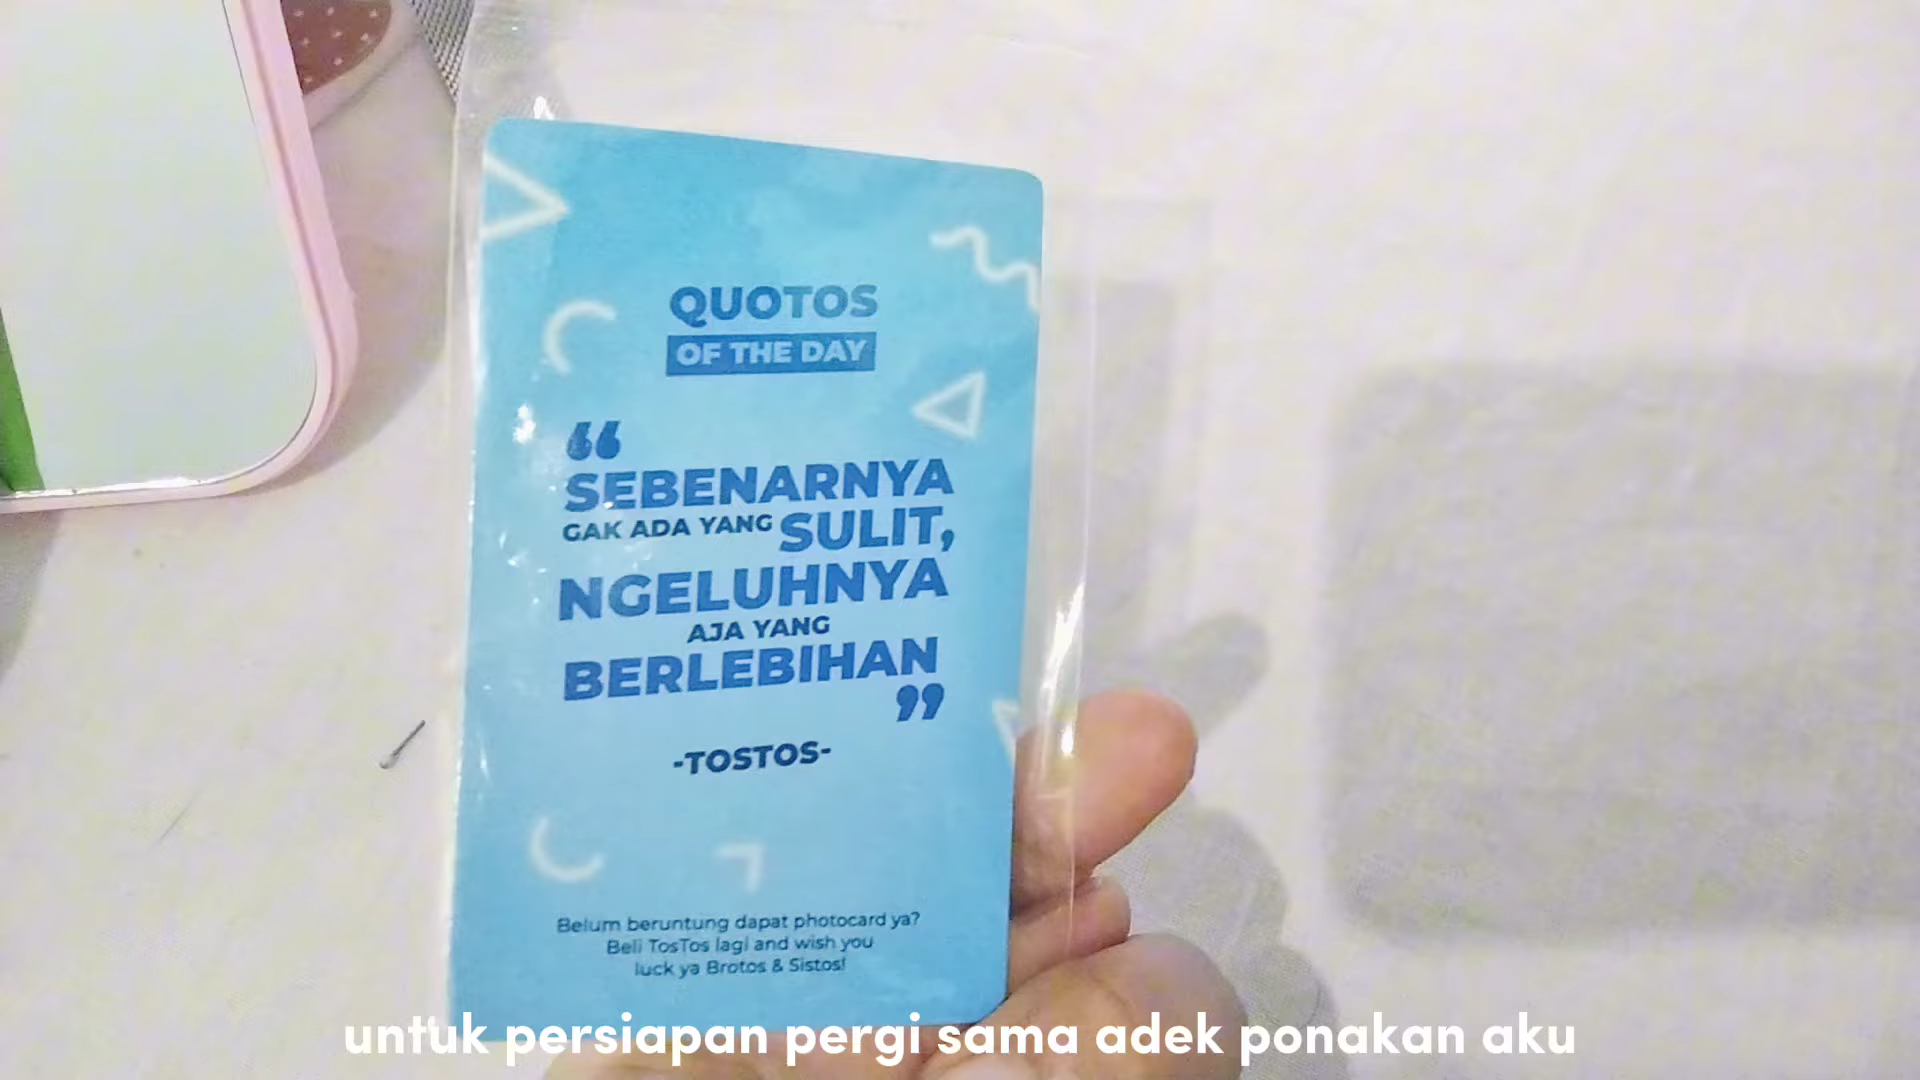 QUOTOS
OF THE DAY
“
SEBENARNYA
GAK ADA YANG SULIT,
NGELUHNYA
AJA YANG
BERLEBIHAN
”
-TOSTOS-
Belum beruntung dapat photocard ya?
Beli TosTos lagi and wish you
luck ya Brotos & Sistos!
untuk persiapan pergi sama adek ponakan aku